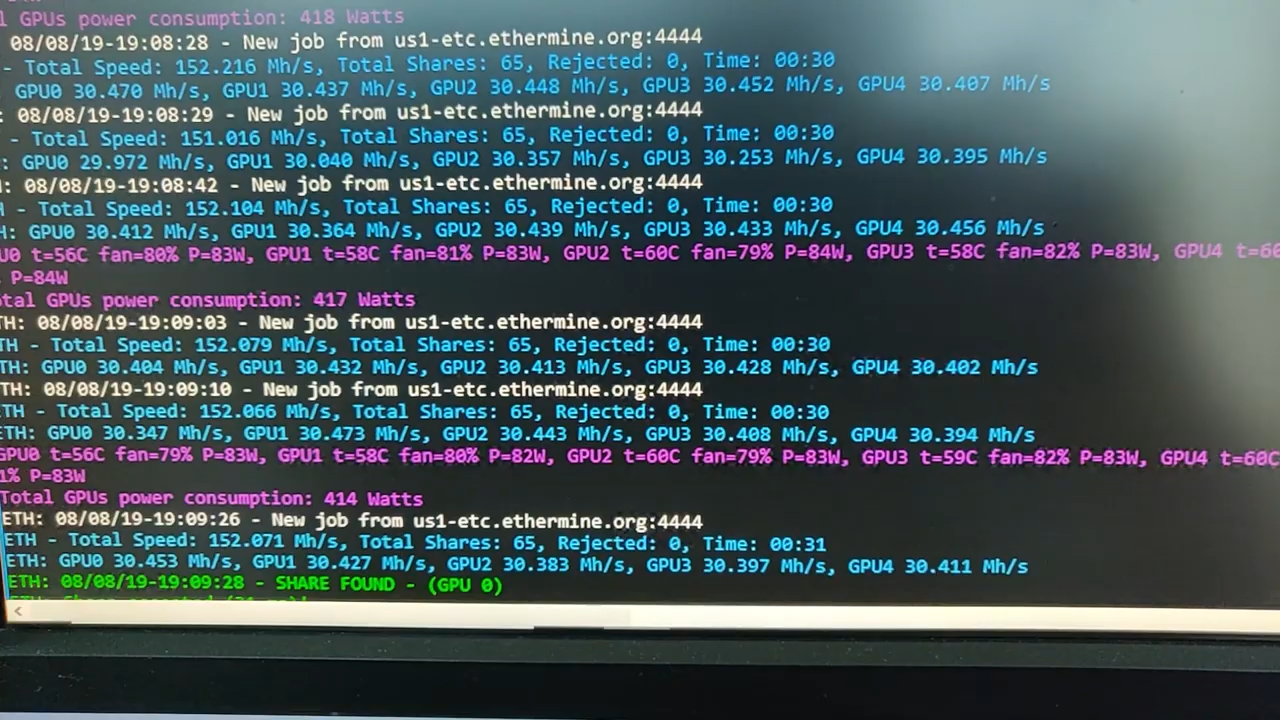 l GPUs power consumption: 418 Watts
08/08/19-19:08:28 - New job from us1-etc.ethermine.org:4444
- Total Speed: 152.216 Mh/s, Total Shares: 65, Rejected: 0, Time: 00:30
GPU0 30.470 Mh/s, GPU1 30.437 Mh/s, GPU2 30.448 Mh/s, GPU3 30.452 Mh/s, GPU4 30.407 Mh/s
: 08/08/19-19:08:29 - New job from us1-etc.ethermine.org:4444
- Total Speed: 151.016 Mh/s, Total Shares: 65, Rejected: 0, Time: 00:30
: GPU0 29.972 Mh/s, GPU1 30.040 Mh/s, GPU2 30.357 Mh/s, GPU3 30.253 Mh/s, GPU4 30.395 Mh/s
H: 08/08/19-19:08:42 - New job from us1-etc.ethermine.org:4444
H - Total Speed: 152.104 Mh/s, Total Shares: 65, Rejected: 0, Time: 00:30
H: GPU0 30.412 Mh/s, GPU1 30.364 Mh/s, GPU2 30.439 Mh/s, GPU3 30.433 Mh/s, GPU4 30.456 Mh/s
U0 t=56C fan=80% P=83W, GPU1 t=58C fan=81% P=83W, GPU2 t=60C fan=79% P=84W, GPU3 t=58C fan=82% P=83W, GPU4 t=60
P=84W
tal GPUs power consumption: 417 Watts
TH: 08/08/19-19:09:03 - New job from us1-etc.ethermine.org:4444
TH - Total Speed: 152.079 Mh/s, Total Shares: 65, Rejected: 0, Time: 00:30
TH: GPU0 30.404 Mh/s, GPU1 30.432 Mh/s, GPU2 30.413 Mh/s, GPU3 30.428 Mh/s, GPU4 30.402 Mh/s
TH: 08/08/19-19:09:10 - New job from us1-etc.ethermine.org:4444
ETH - Total Speed: 152.066 Mh/s, Total Shares: 65, Rejected: 0, Time: 00:30
ETH: GPU0 30.347 Mh/s, GPU1 30.473 Mh/s, GPU2 30.443 Mh/s, GPU3 30.408 Mh/s, GPU4 30.394 Mh/s
GPU0 t=56C fan=79% P=83W, GPU1 t=58C fan=80% P=82W, GPU2 t=60C fan=79% P=83W, GPU3 t=59C fan=82% P=83W, GPU4 t=60C
1% P=83W
Total GPUs power consumption: 414 Watts
ETH: 08/08/19-19:09:26 - New job from us1-etc.ethermine.org:4444
ETH - Total Speed: 152.071 Mh/s, Total Shares: 65, Rejected: 0, Time: 00:31
ETH: GPU0 30.453 Mh/s, GPU1 30.427 Mh/s, GPU2 30.383 Mh/s, GPU3 30.397 Mh/s, GPU4 30.411 Mh/s
ETH: 08/08/19-19:09:28 - SHARE FOUND - (GPU 0)